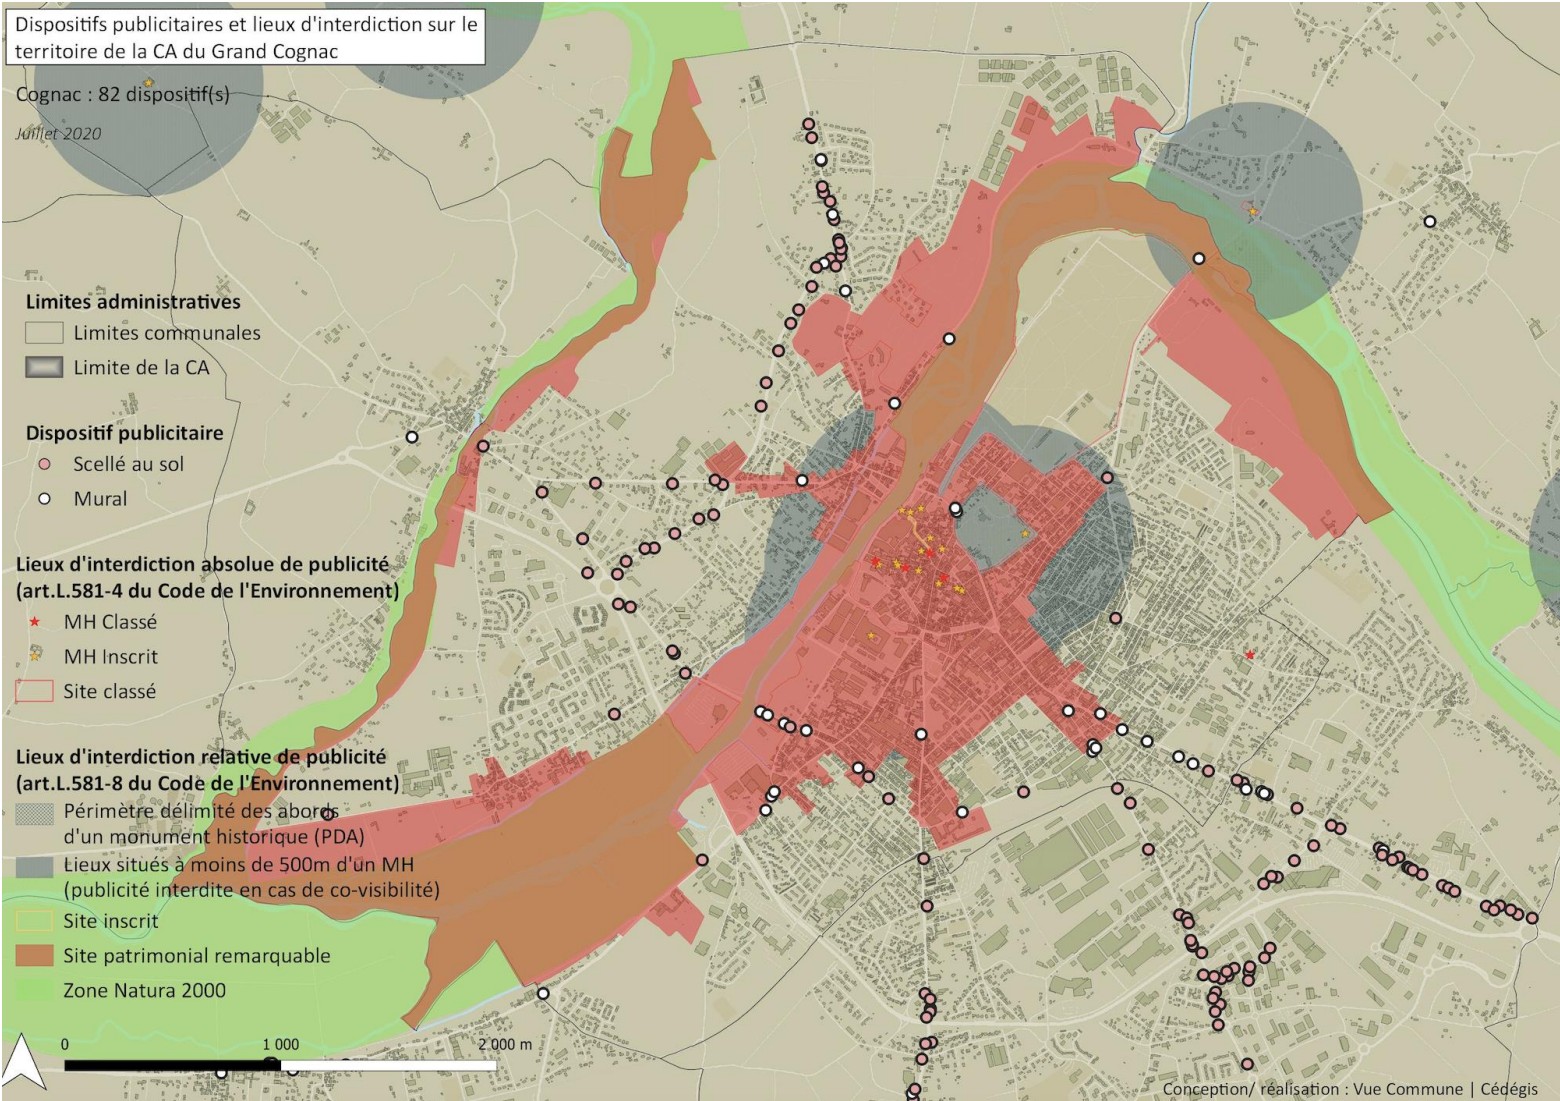 Dispositifs publicitaires et lieux d'interdiction sur le
territoire de la CA du Grand Cognac
Cognac : 82 dispositif(s)
Juillet 2020
Limites administratives
Limites communales
Limite de la CA
Dispositif publicitaire
Scellé au sol
Mural
Lieux d'interdiction absolue de publicité
(art.L.581-4 du Code de l'Environnement)
MH Classé
MH Inscrit
Site classé
Lieux d'interdiction relative de publicité
(art.L.581-8 du Code de l'Environnement)
Périmètre délimité des abords
d'un monument historique (PDA)
Lieux situés à moins de 500m d'un MH
(publicité interdite en cas de co-visibilité)
Site inscrit
Site patrimonial remarquable
Zone Natura 2000
0 1 000 2 000 m
Conception/ réalisation : Vue Commune | Cédégis